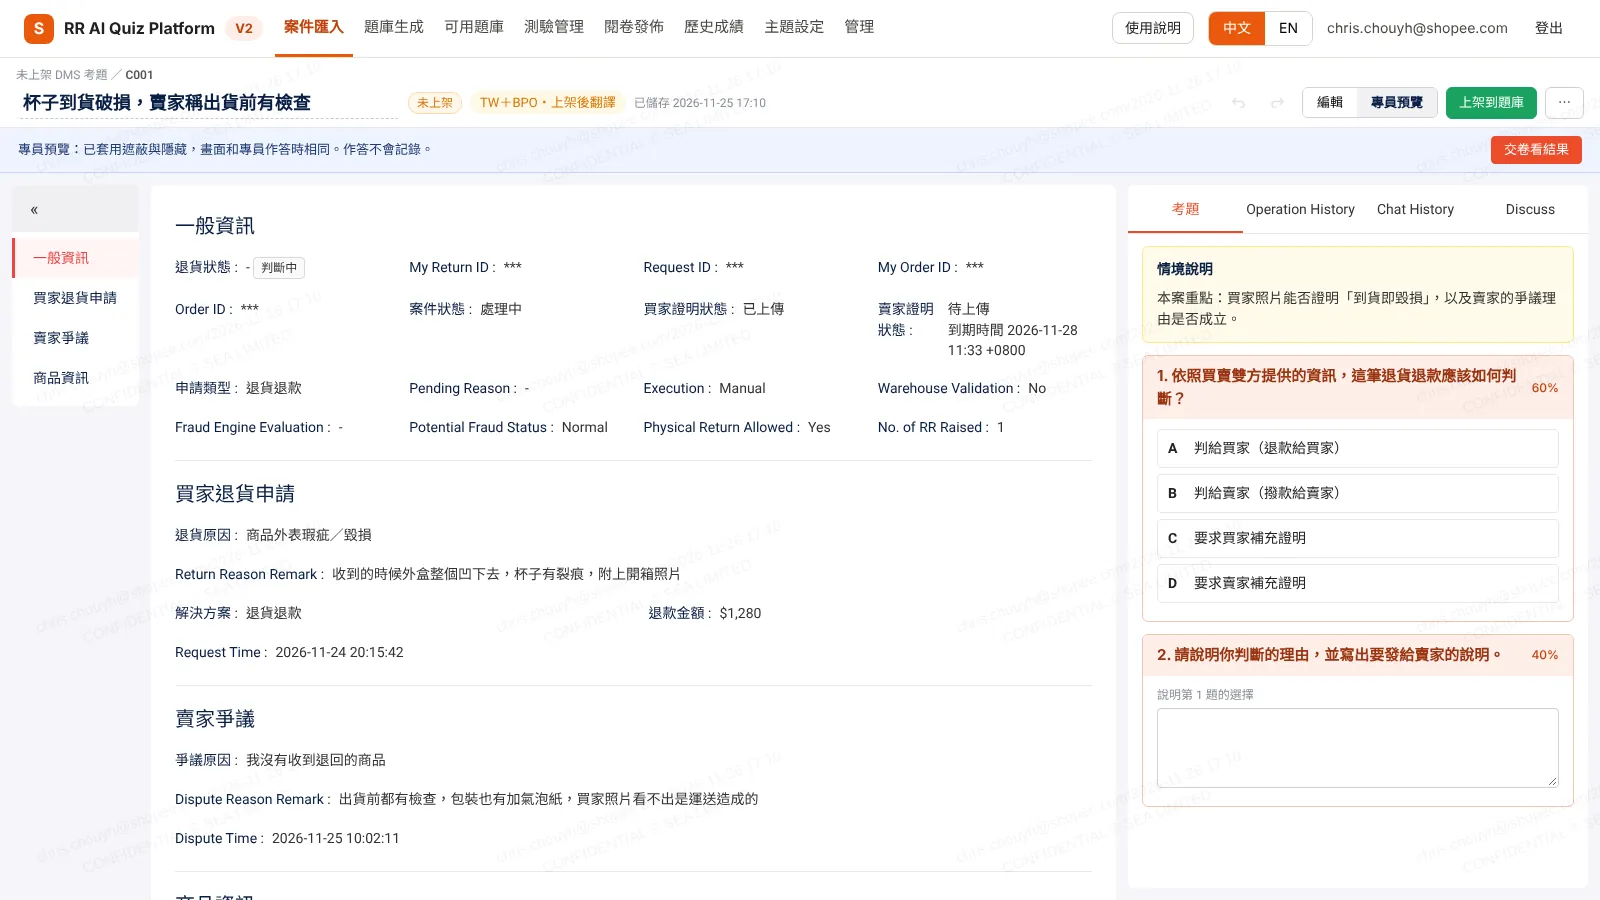 S RR AI Quiz Platform V2 案件匯入 題庫生成 可用題庫 測驗管理 閱卷發佈 歷史成績 主題設定 管理 使用說明 中文 EN chris.chouyh@shopee.com 登出
未上架 DMS 考題 ／ C001
杯子到貨破損，賣家稱出貨前有檢查 未上架 TW＋BPO・上架後翻譯 已儲存 2026-11-25 17:10 編輯 專員預覽 上架到題庫 ...
專員預覽：已套用遮蔽與隱藏，畫面和專員作答時相同。作答不會記錄。 交卷看結果
«
一般資訊
買家退貨申請
賣家爭議
商品資訊
一般資訊
退貨狀態： - 判斷中 My Return ID： *** Request ID： *** My Order ID： ***
Order ID： *** 案件狀態： 處理中 買家證明狀態： 已上傳 賣家證明狀態： 待上傳
到期時間 2026-11-28
11:33 +0800
申請類型： 退貨退款 Pending Reason： - Execution： Manual Warehouse Validation： No
Fraud Engine Evaluation： - Potential Fraud Status： Normal Physical Return Allowed： Yes No. of RR Raised： 1
買家退貨申請
退貨原因： 商品外表瑕疵／毀損
Return Reason Remark： 收到的時候外盒整個凹下去，杯子有裂痕，附上開箱照片
解決方案： 退貨退款 退款金額： $1,280
Request Time： 2026-11-24 20:15:42
賣家爭議
爭議原因： 我沒有收到退回的商品
Dispute Reason Remark： 出貨前都有檢查，包裝也有加氣泡紙，買家照片看不出是運送造成的
Dispute Time： 2026-11-25 10:02:11
商品資訊
考題 Operation History Chat History Discuss
情境說明
本案重點：買家照片能否證明「到貨即毀損」，以及賣家的爭議理
由是否成立。
1. 依照買賣雙方提供的資訊，這筆退貨退款應該如何判
斷？ 60%
A 判給買家（退款給買家）
B 判給賣家（撥款給賣家）
C 要求買家補充證明
D 要求賣家補充證明
2. 請說明你判斷的理由，並寫出要發給賣家的說明。 40%
說明第 1 題的選擇